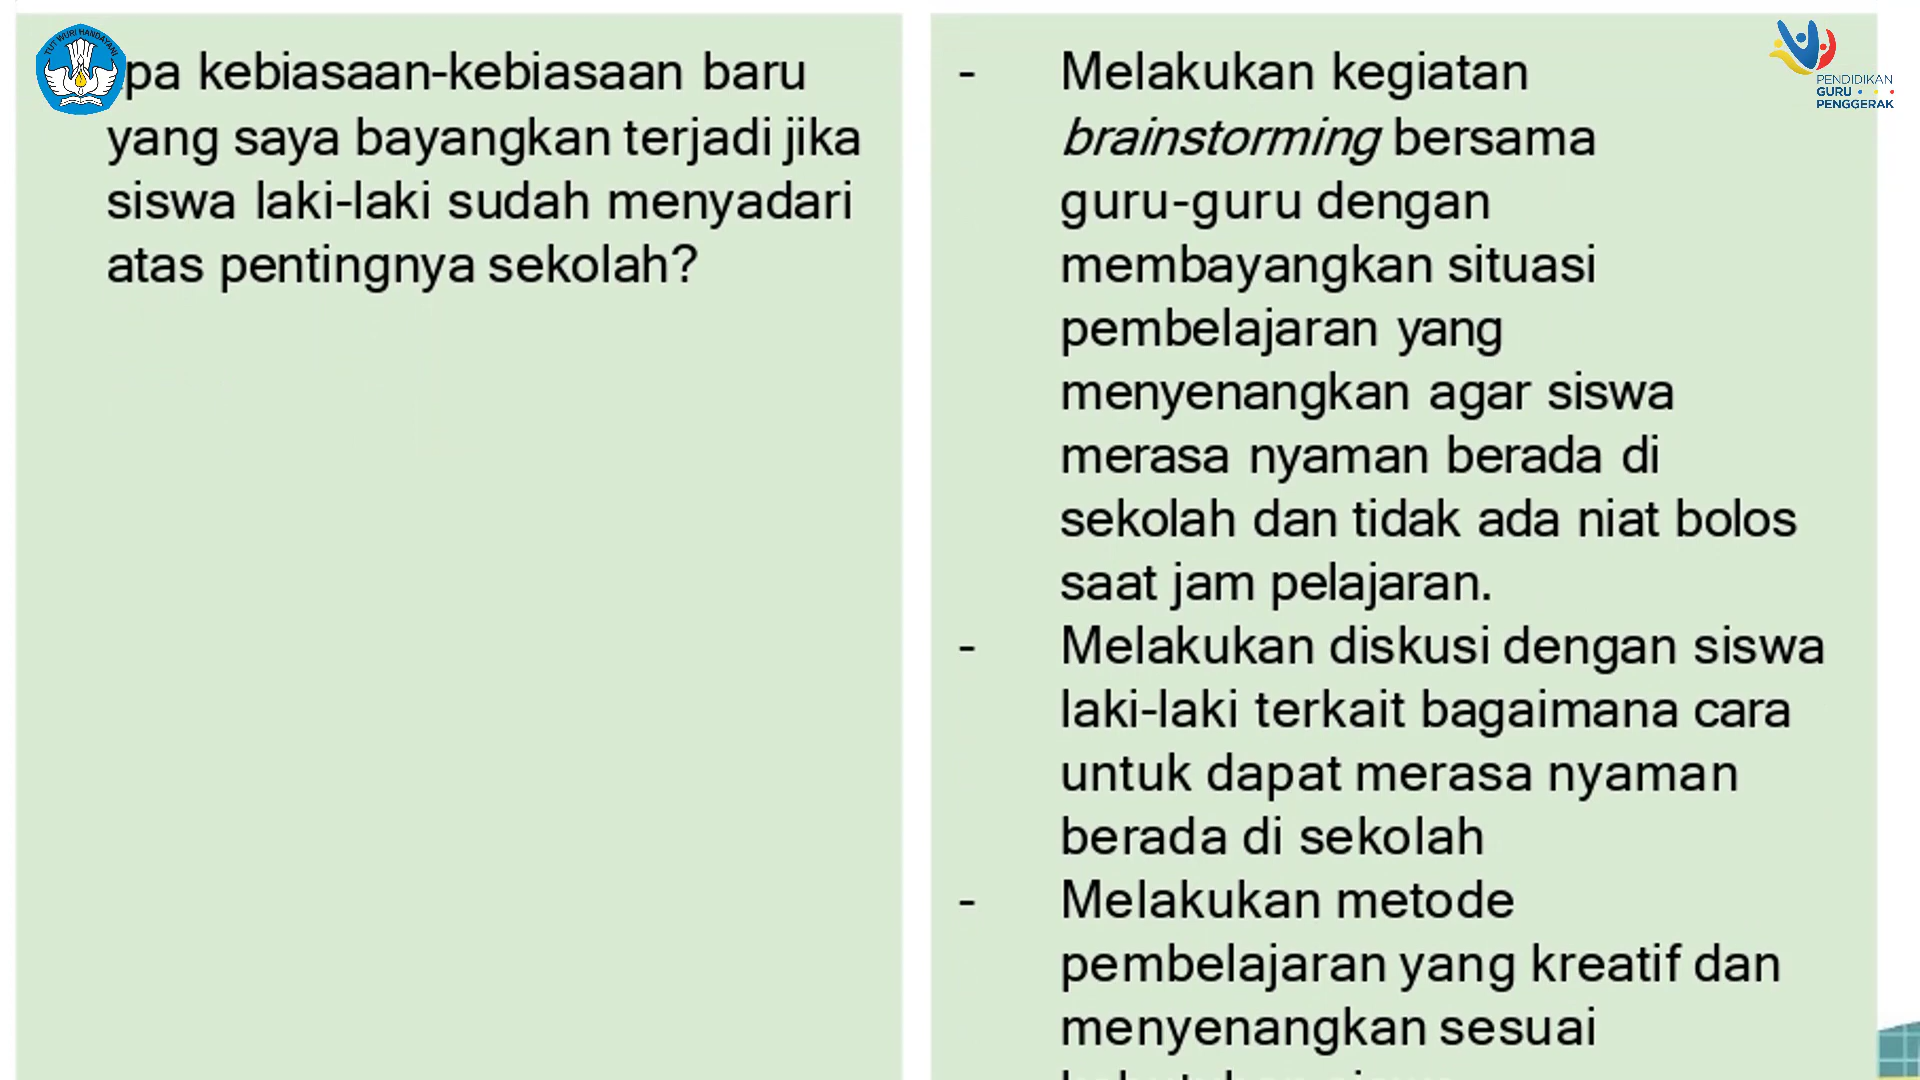 TUT WURI HANDAYANI
pa kebiasaan-kebiasaan baru
yang saya bayangkan terjadi jika
siswa laki-laki sudah menyadari
atas pentingnya sekolah?
- Melakukan kegiatan
brainstorming bersama
guru-guru dengan
membayangkan situasi
pembelajaran yang
menyenangkan agar siswa
merasa nyaman berada di
sekolah dan tidak ada niat bolos
saat jam pelajaran.
- Melakukan diskusi dengan siswa
laki-laki terkait bagaimana cara
untuk dapat merasa nyaman
berada di sekolah
- Melakukan metode
pembelajaran yang kreatif dan
menyenangkan sesuai
PENDIDIKAN
GURU
PENGGERAK